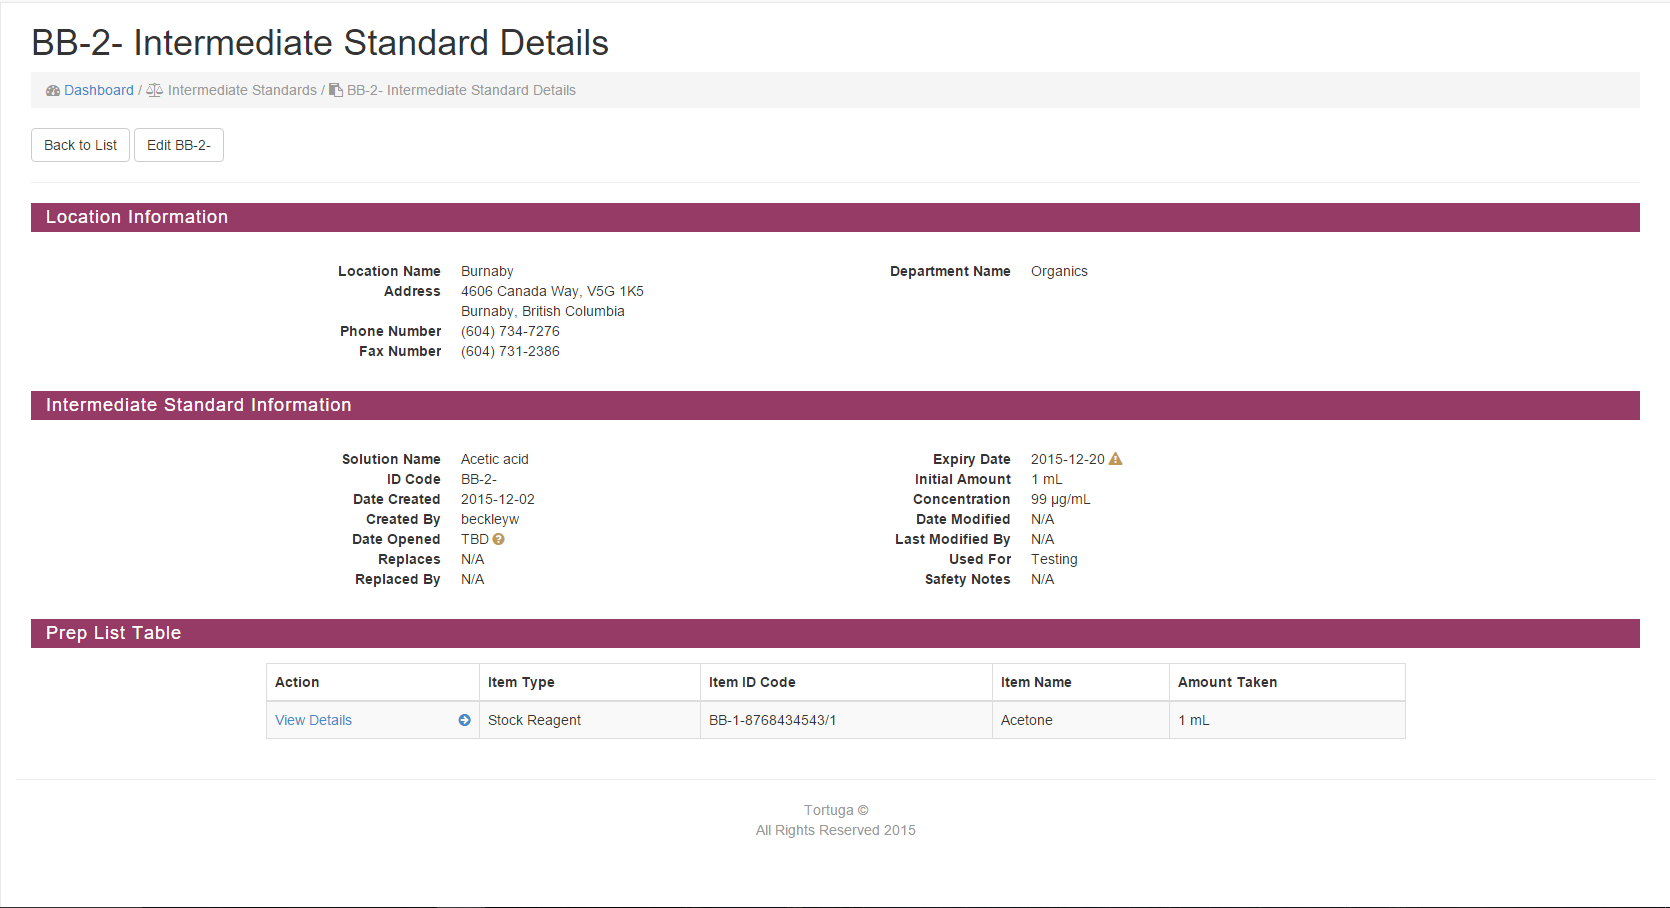 BB-2- Intermediate Standard Details
Dashboard / Intermediate Standards / BB-2- Intermediate Standard Details
Back to List Edit BB-2-
Location Information
Location Name Burnaby Department Name Organics
Address 4606 Canada Way, V5G 1K5
Burnaby, British Columbia
Phone Number (604) 734-7276
Fax Number (604) 731-2386
Intermediate Standard Information
Solution Name Acetic acid Expiry Date 2015-12-20
ID Code BB-2- Initial Amount 1 mL
Date Created 2015-12-02 Concentration 99 µg/mL
Created By beckleyw Date Modified N/A
Date Opened TBD Last Modified By N/A
Replaces N/A Used For Testing
Replaced By N/A Safety Notes N/A
Prep List Table
Action Item Type Item ID Code Item Name Amount Taken
View Details Stock Reagent BB-1-8768434543/1 Acetone 1 mL
Tortuga ©
All Rights Reserved 2015